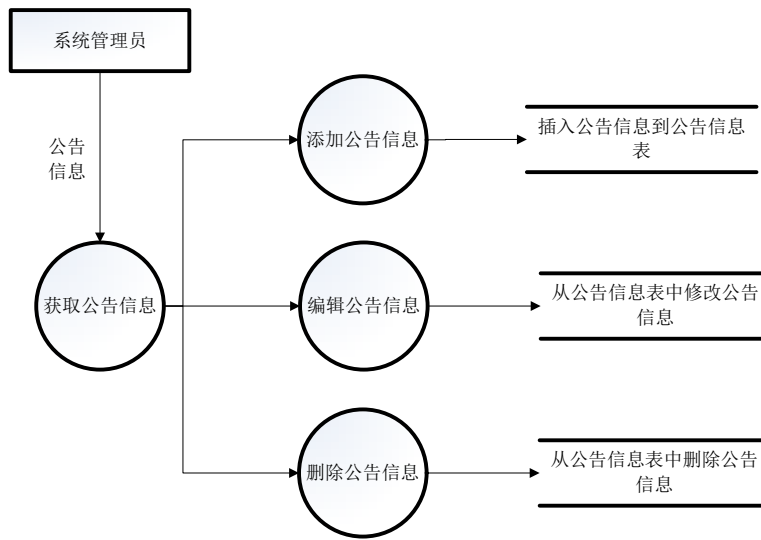 系统管理员
公告
信息
获取公告信息
添加公告信息
插入公告信息到公告信息
表
编辑公告信息
从公告信息表中修改公告
信息
删除公告信息
从公告信息表中删除公告
信息